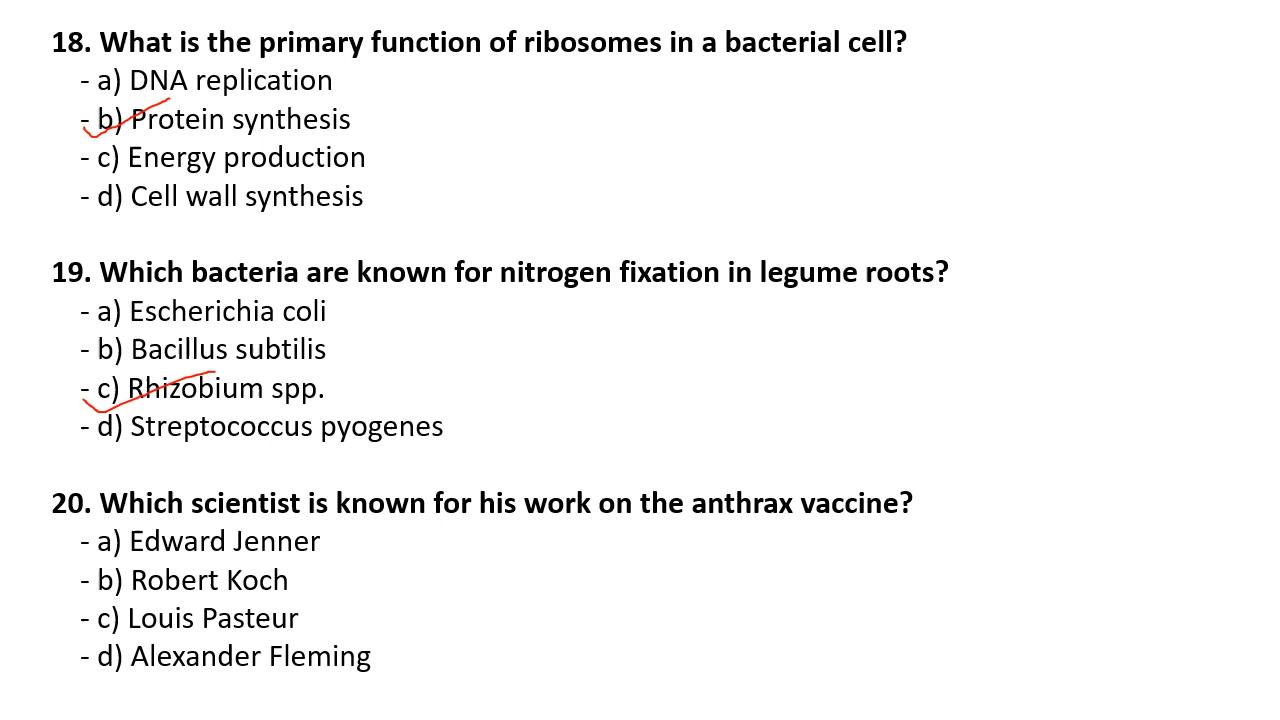 18. What is the primary function of ribosomes in a bacterial cell?
- a) DNA replication
- b) Protein synthesis
- c) Energy production
- d) Cell wall synthesis
19. Which bacteria are known for nitrogen fixation in legume roots?
- a) Escherichia coli
- b) Bacillus subtilis
- c) Rhizobium spp.
- d) Streptococcus pyogenes
20. Which scientist is known for his work on the anthrax vaccine?
- a) Edward Jenner
- b) Robert Koch
- c) Louis Pasteur
- d) Alexander Fleming